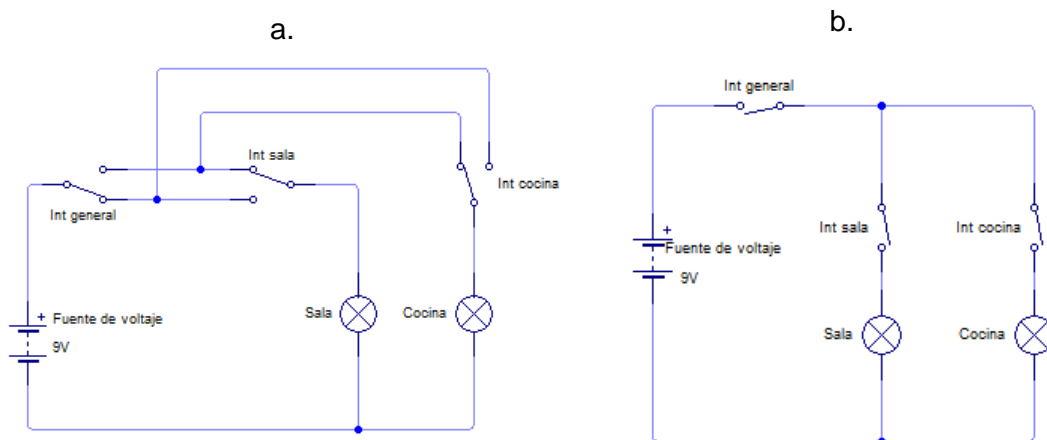 a.
Int sala
Int cocina
Int general
+
Fuente de voltaje
9V
Sala
Cocina
b.
Int general
Int sala
Int cocina
+
Fuente de voltaje
9V
Sala
Cocina